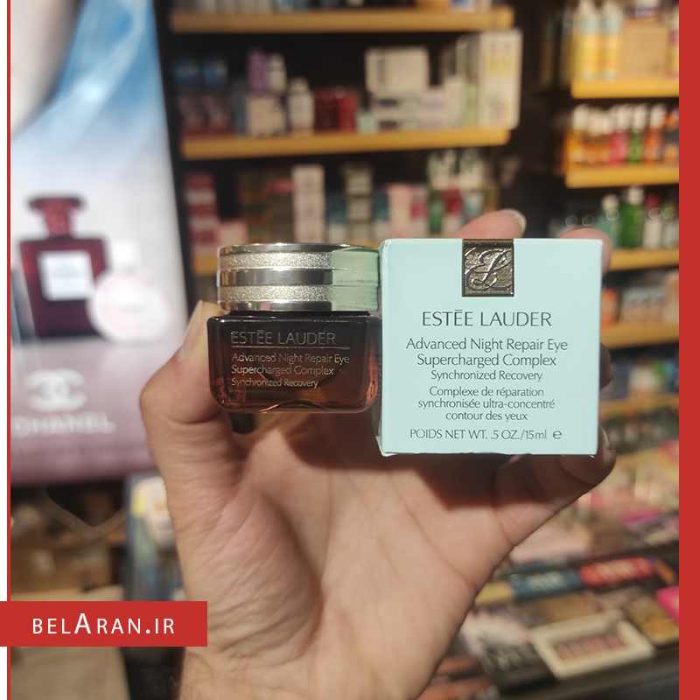 ESTĒE LAUDER
Advanced Night Repair Eye
Supercharged Complex
Synchronized Recovery
ESTĒE LAUDER
Advanced Night Repair Eye
Supercharged Complex
Synchronized Recovery
Complexe de réparation
synchronisée ultra-concentré
contour des yeux
POIDS NET WT. .5 OZ./15ml ℮
CHANEL
BELARAN.IR